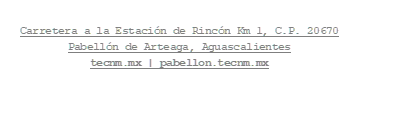 Carretera a la Estación de Rincón Km 1, C.P. 20670
Pabellón de Arteaga, Aguascalientes
tecnm.mx | pabellon.tecnm.mx